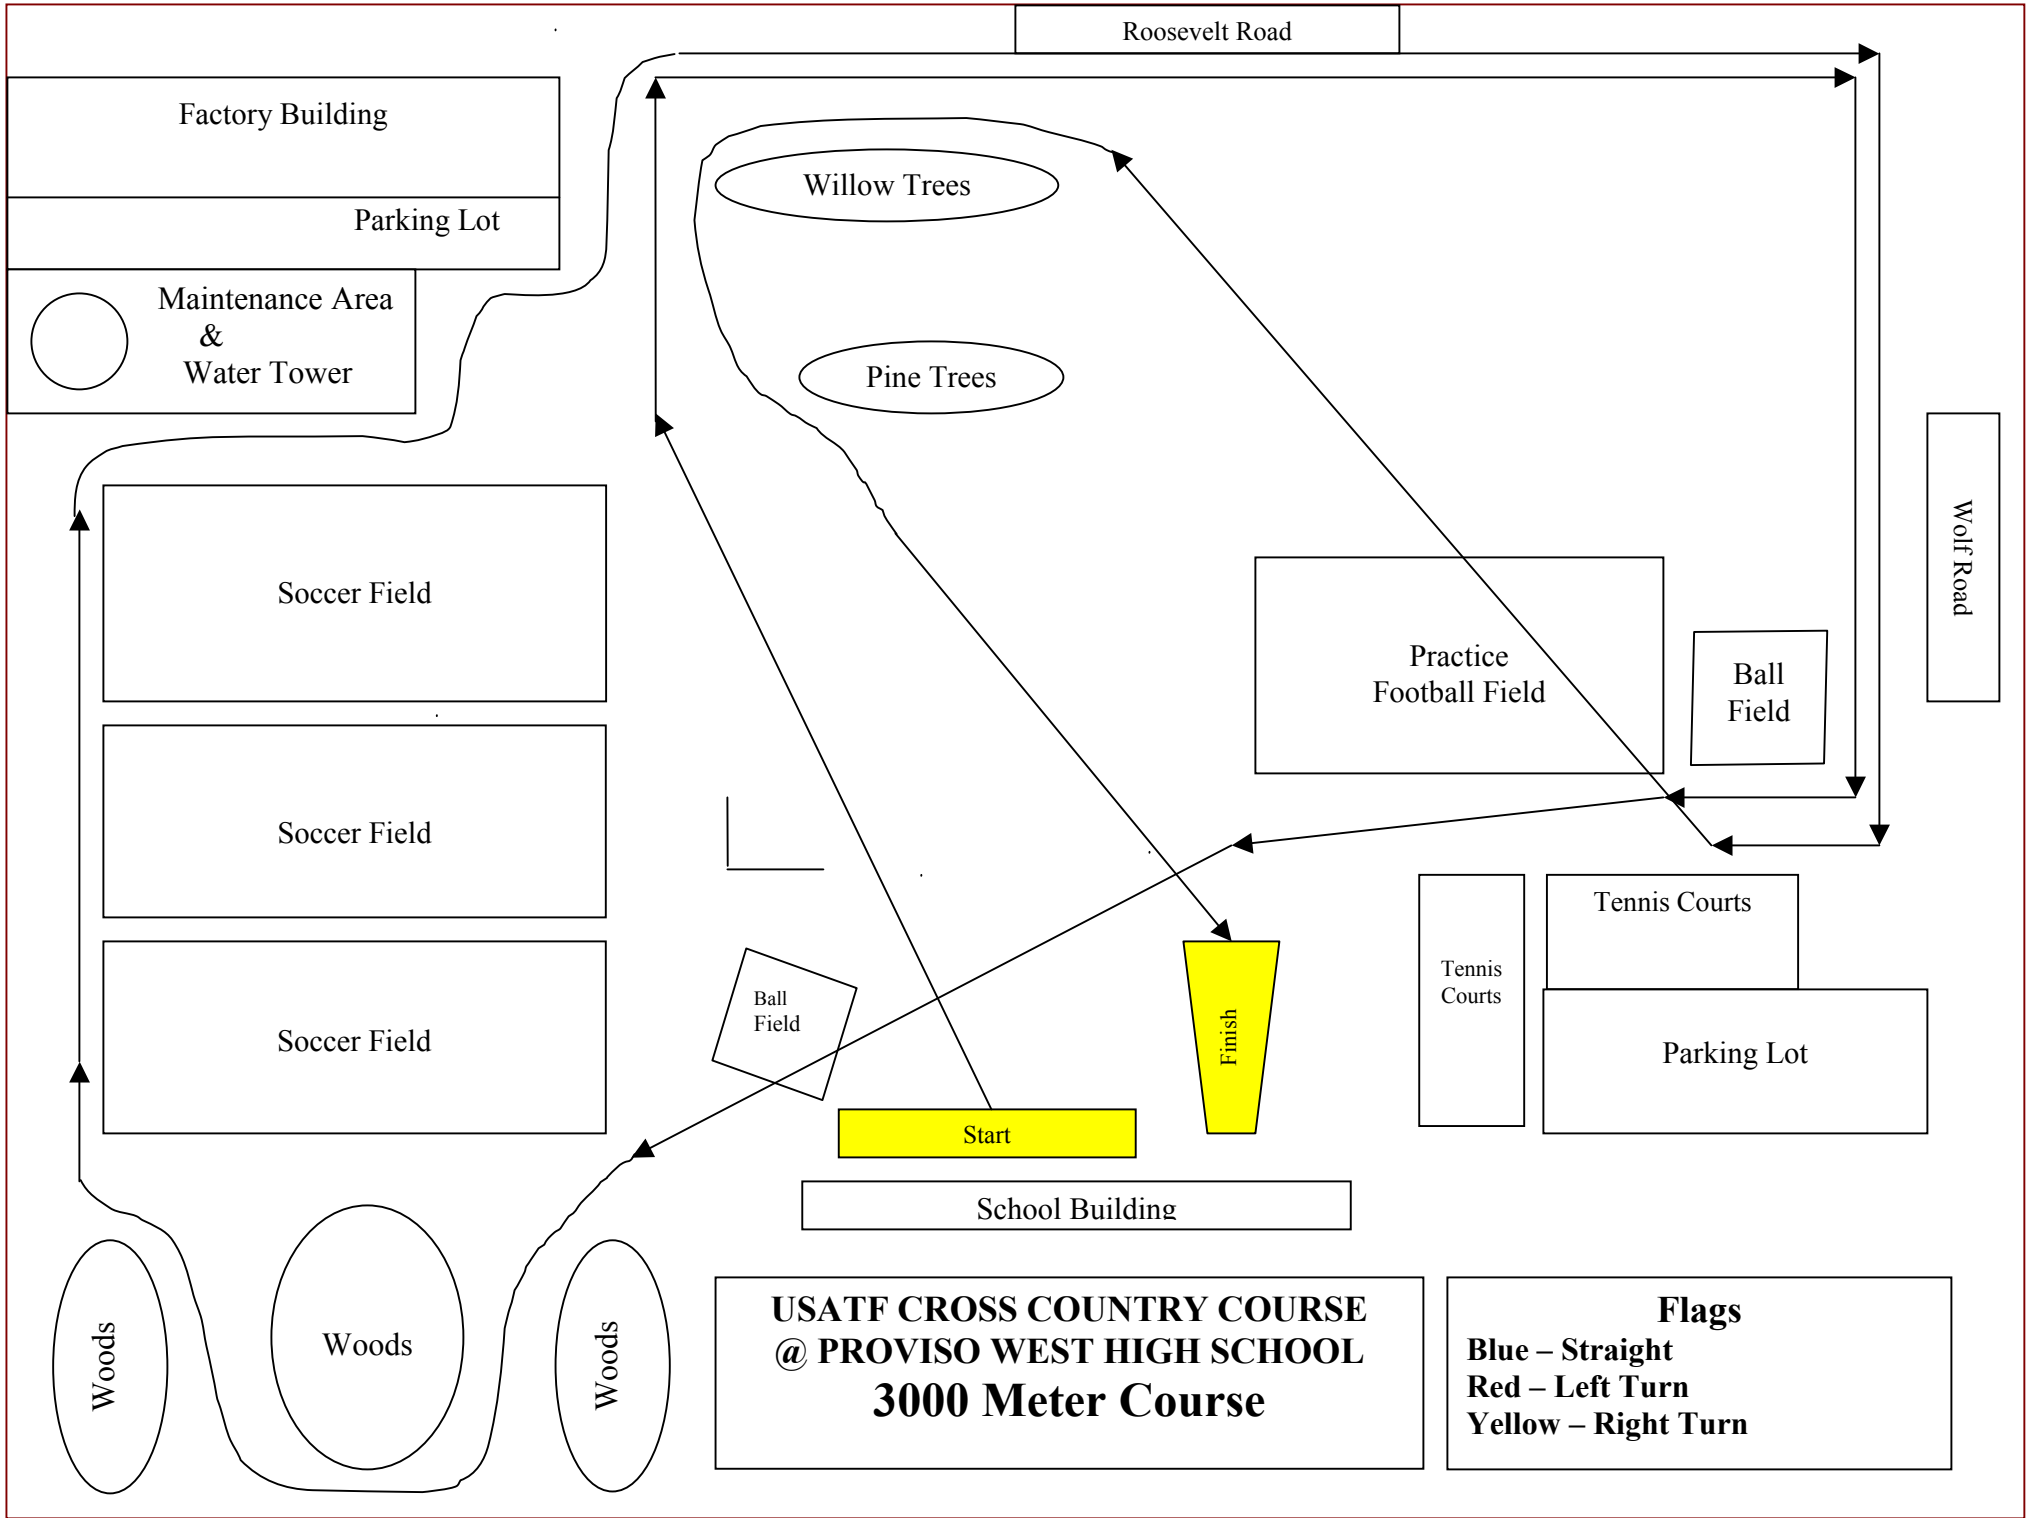 Roosevelt Road
Factory Building
Parking Lot
Maintenance Area
&
Water Tower
Willow Trees
Pine Trees
Wolf Road
Soccer Field
Practice
Football Field
Ball
Field
Soccer Field
Tennis Courts
Tennis
Courts
Ball
Field
Finish
Soccer Field
Parking Lot
Start
School Building
Woods
Woods
Woods
USATF CROSS COUNTRY COURSE
@ PROVISO WEST HIGH SCHOOL
3000 Meter Course
Flags
Blue – Straight
Red – Left Turn
Yellow – Right Turn